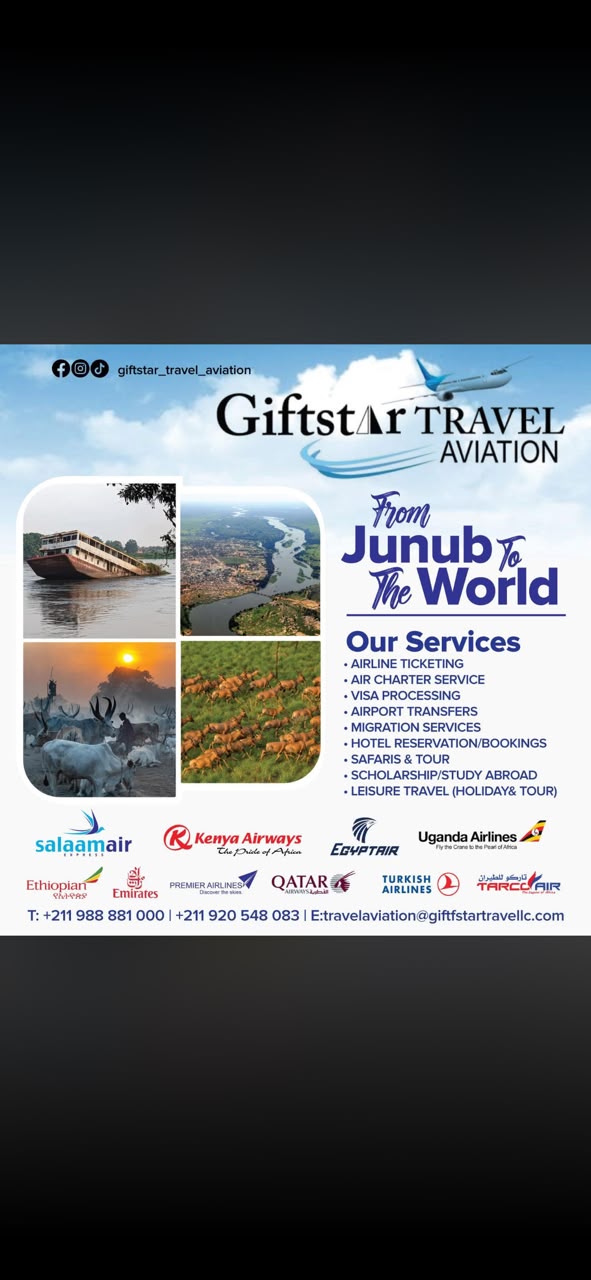 giftstar_travel_aviation
Giftstar TRAVEL
AVIATION
From
Junub To
The World
Our Services
• AIRLINE TICKETING
• AIR CHARTER SERVICE
• VISA PROCESSING
• AIRPORT TRANSFERS
• MIGRATION SERVICES
• HOTEL RESERVATION/BOOKINGS
• SAFARIS & TOUR
• SCHOLARSHIP/STUDY ABROAD
• LEISURE TRAVEL (HOLIDAY& TOUR)
salaamair
EXPRESS
Kenya Airways
The Pride of Africa
EGYPTAIR
Uganda Airlines
Fly the Crane to the Pearl of Africa
Ethiopian
የኢትዮጵያ
Emirates
PREMIER AIRLINES
Discover the skies
QATAR
AIRWAYS القطرية
TURKISH
AIRLINES
تاركو للطيران
TARCO AIR
T: +211 988 881 000 | +211 920 548 083 | E:travelaviation@giftfstartravellc.com